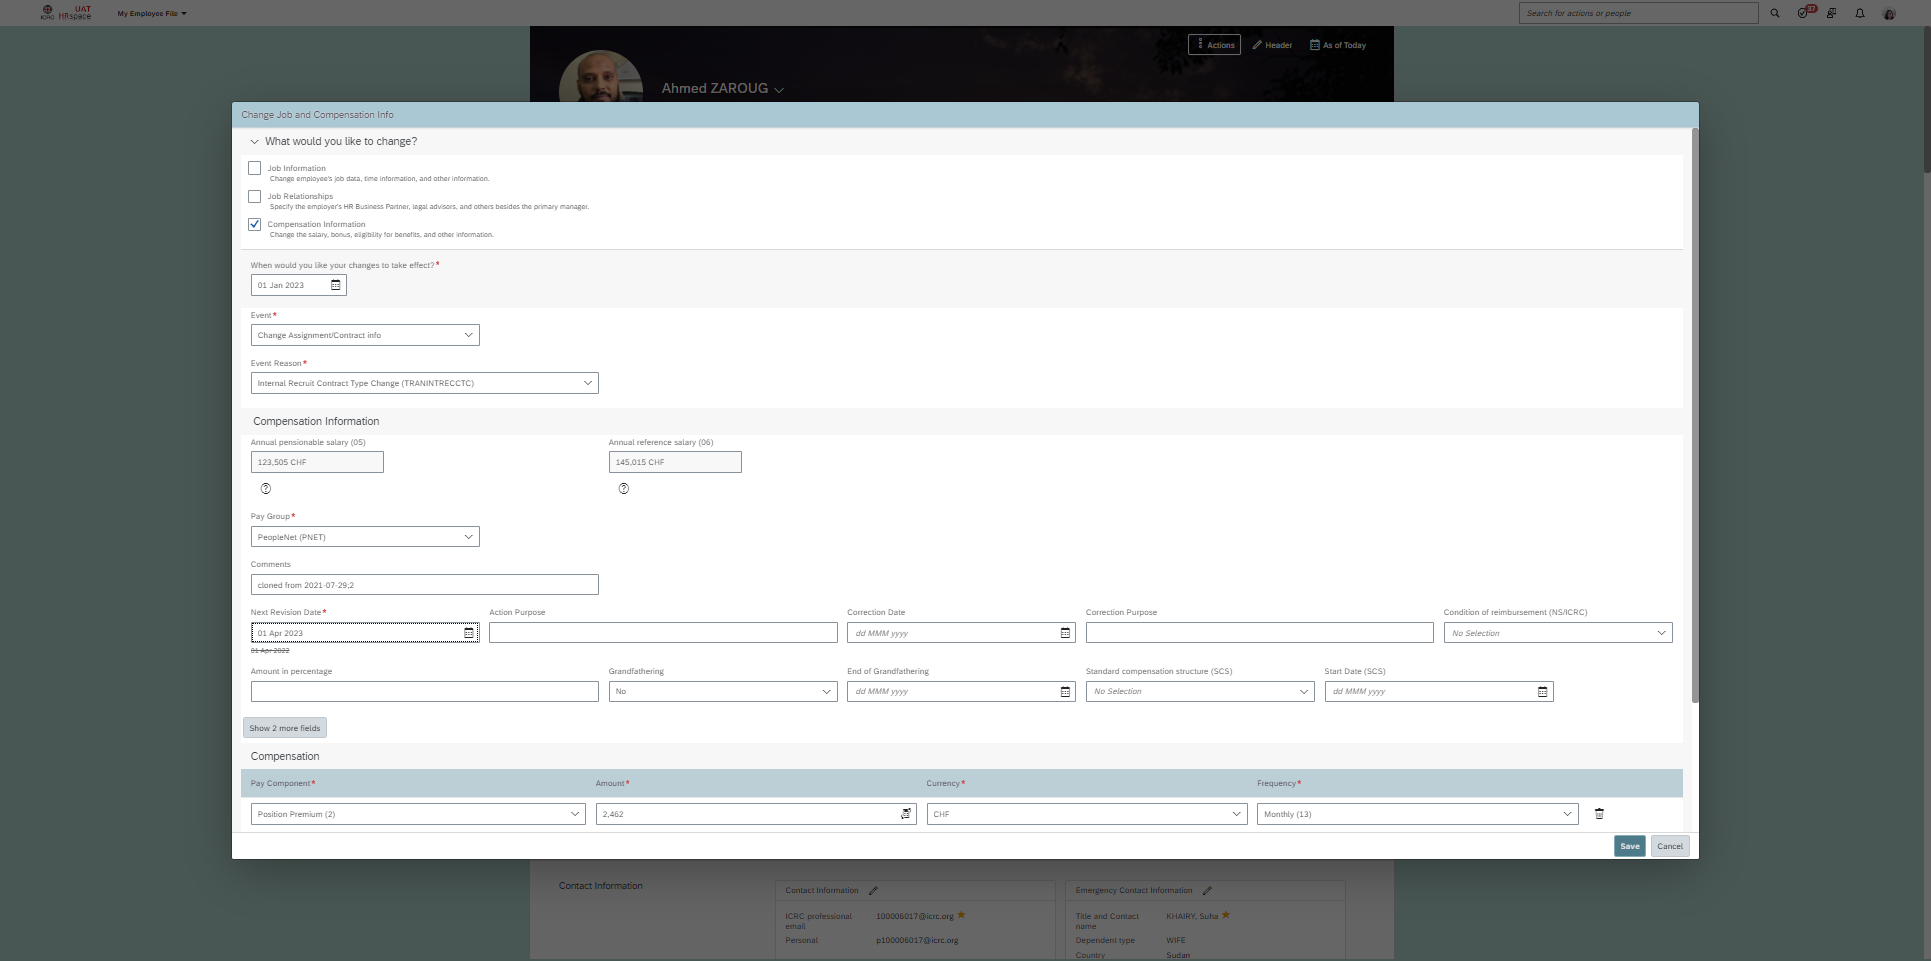 ICRC UAT HRspace
My Employee File
Search for actions or people
37
Actions
Header
As of Today
Ahmed ZAROUG
Change Job and Compensation Info
What would you like to change?
Job Information
Change employee's job data, time information, and other information.
Job Relationships
Specify the employer's HR Business Partner, legal advisors, and others besides the primary manager.
Compensation Information
Change the salary, bonus, eligibility for benefits, and other information.
When would you like your changes to take effect?*
01 Jan 2023
Event*
Change Assignment/Contract info
Event Reason*
Internal Recruit Contract Type Change (TRANINTRECCTC)
Compensation Information
Annual pensionable salary (05) Annual reference salary (06)
123,505 CHF 145,015 CHF
Pay Group*
PeopleNet (PNET)
Comments
cloned from 2021-07-29;2
Next Revision Date* Action Purpose Correction Date Correction Purpose Condition of reimbursement (NS/ICRC)
01 Apr 2023 dd MMM yyyy No Selection
01 Apr 2022
Amount in percentage Grandfathering End of Grandfathering Standard compensation structure (SCS) Start Date (SCS)
No dd MMM yyyy No Selection dd MMM yyyy
Show 2 more fields
Compensation
Pay Component* Amount* Currency* Frequency*
Position Premium (2) 2,462 CHF Monthly (13)
Save Cancel
Contact Information
Contact Information
ICRC professional email 100006017@icrc.org
Personal p100006017@icrc.org
Emergency Contact Information
Title and Contact name KHAIRY, Suha
Dependent type WIFE
Country Sudan